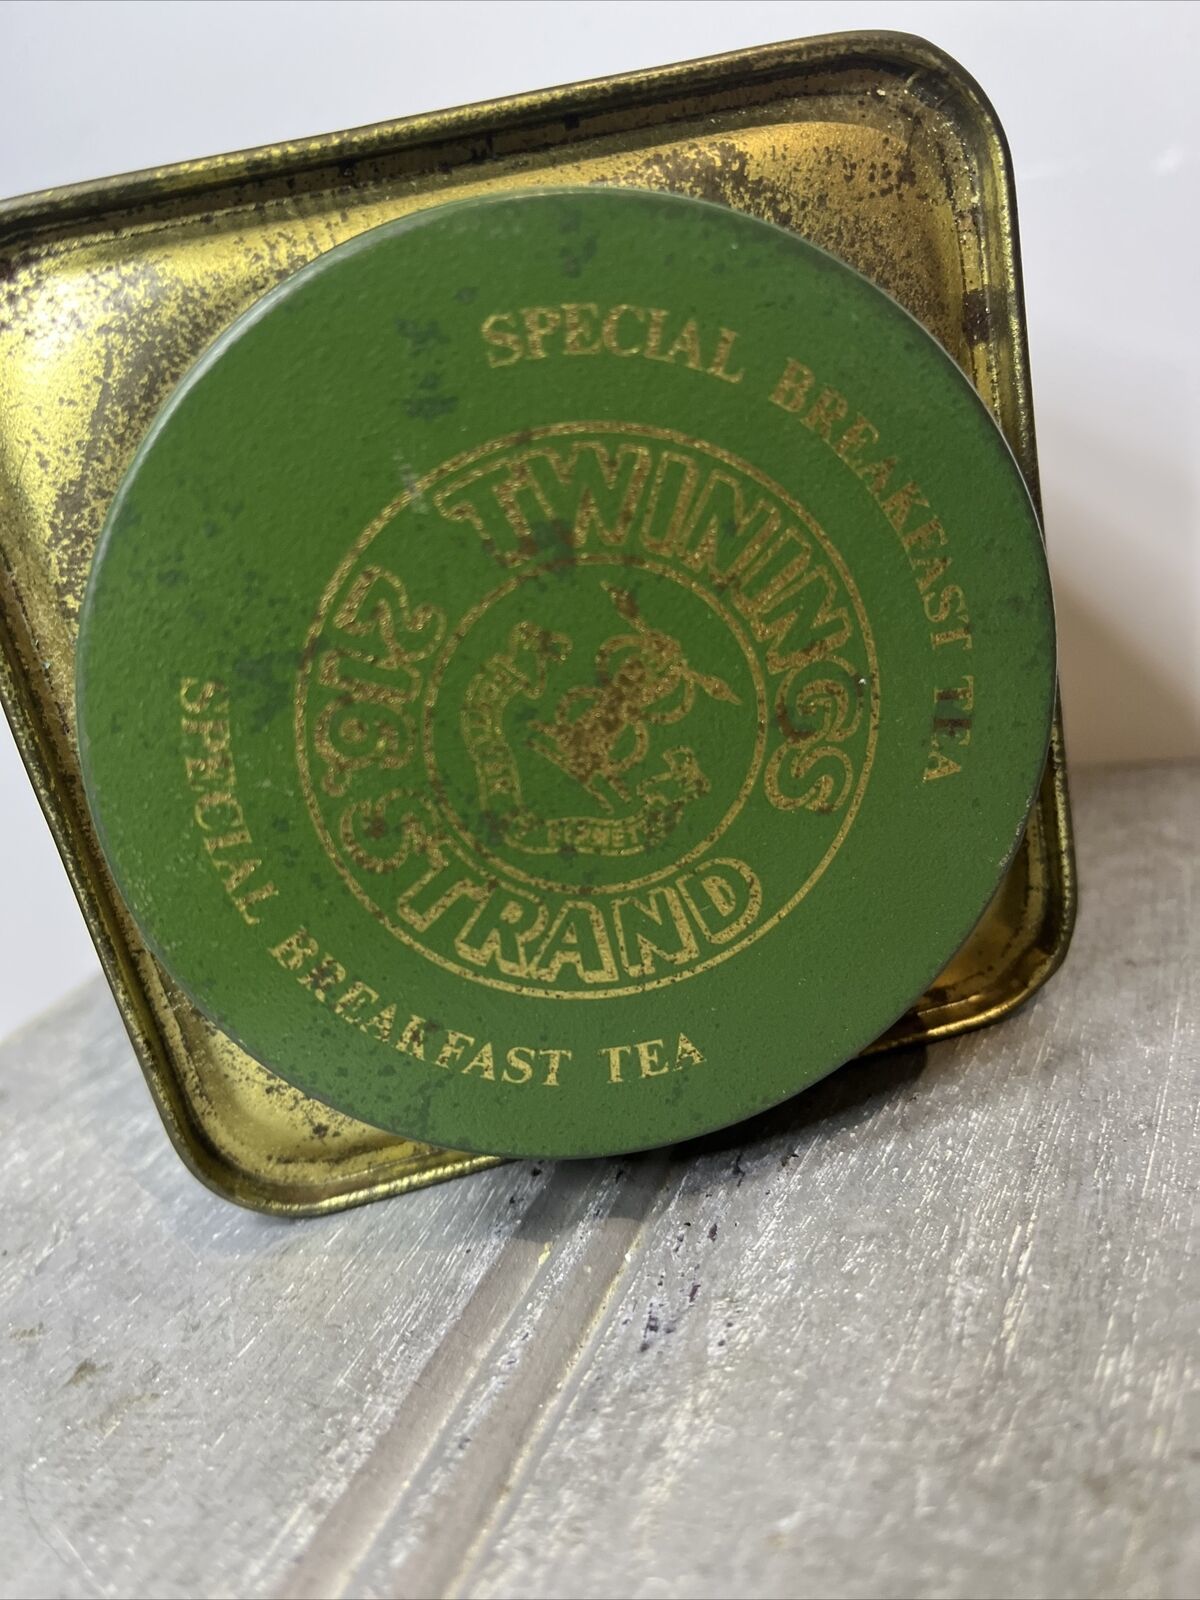 SPECIAL BREAKFAST TEA
TWININGS
216
STRAND
SPECIAL BREAKFAST TEA